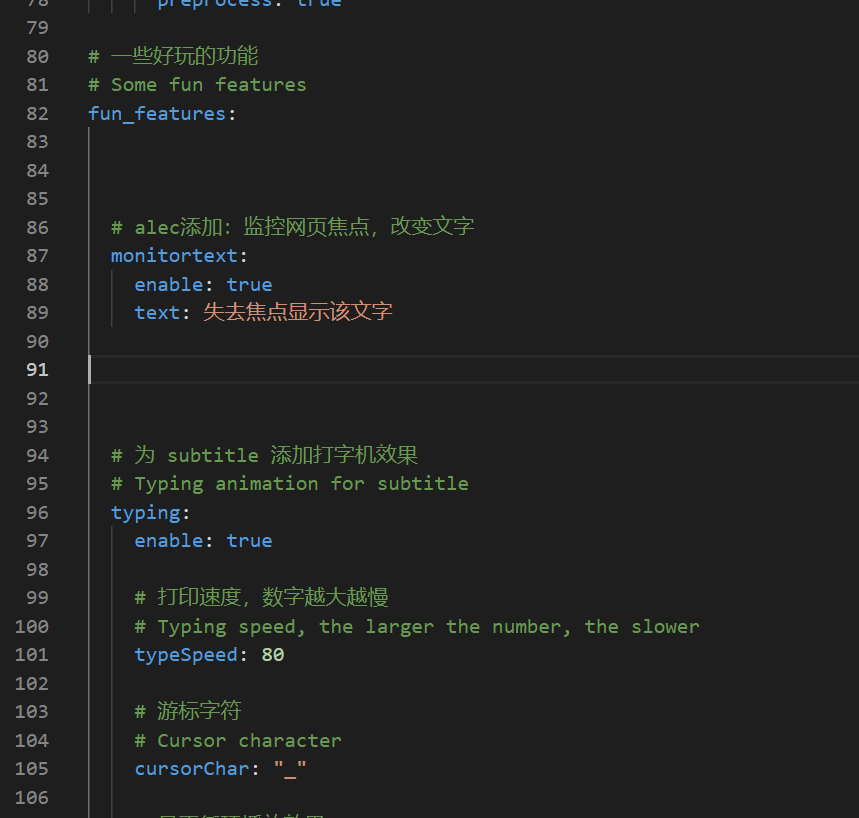 78 preprocess: true
79
80 # 一些好玩的功能
81 # Some fun features
82 fun_features:
83
84
85
86 # alec添加：监控网页焦点，改变文字
87 monitortext:
88 enable: true
89 text: 失去焦点显示该文字
90
91
92
93
94 # 为 subtitle 添加打字机效果
95 # Typing animation for subtitle
96 typing:
97 enable: true
98
99 # 打印速度，数字越大越慢
100 # Typing speed, the larger the number, the slower
101 typeSpeed: 80
102
103 # 游标字符
104 # Cursor character
105 cursorChar: "_"
106